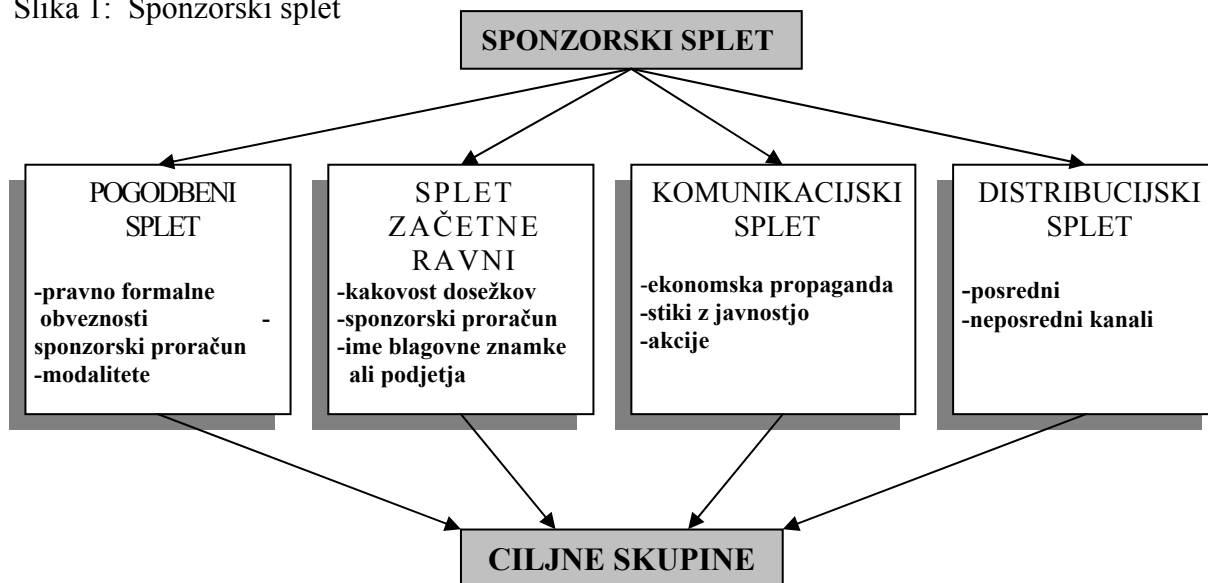 Slika 1: Sponzorski splet
SPONZORSKI SPLET
POGODBENI
SPLET
-pravno formalne
obveznosti -
sponzorski proračun
-modalitete
SPLET
ZAČETNE
RAVNI
-kakovost dosežkov
-sponzorski proračun
-ime blagovne znamke
ali podjetja
KOMUNIKACIJSKI
SPLET
-ekonomska propaganda
-stiki z javnostjo
-akcije
DISTRIBUCIJSKI
SPLET
-posredni
-neposredni kanali
CILJNE SKUPINE